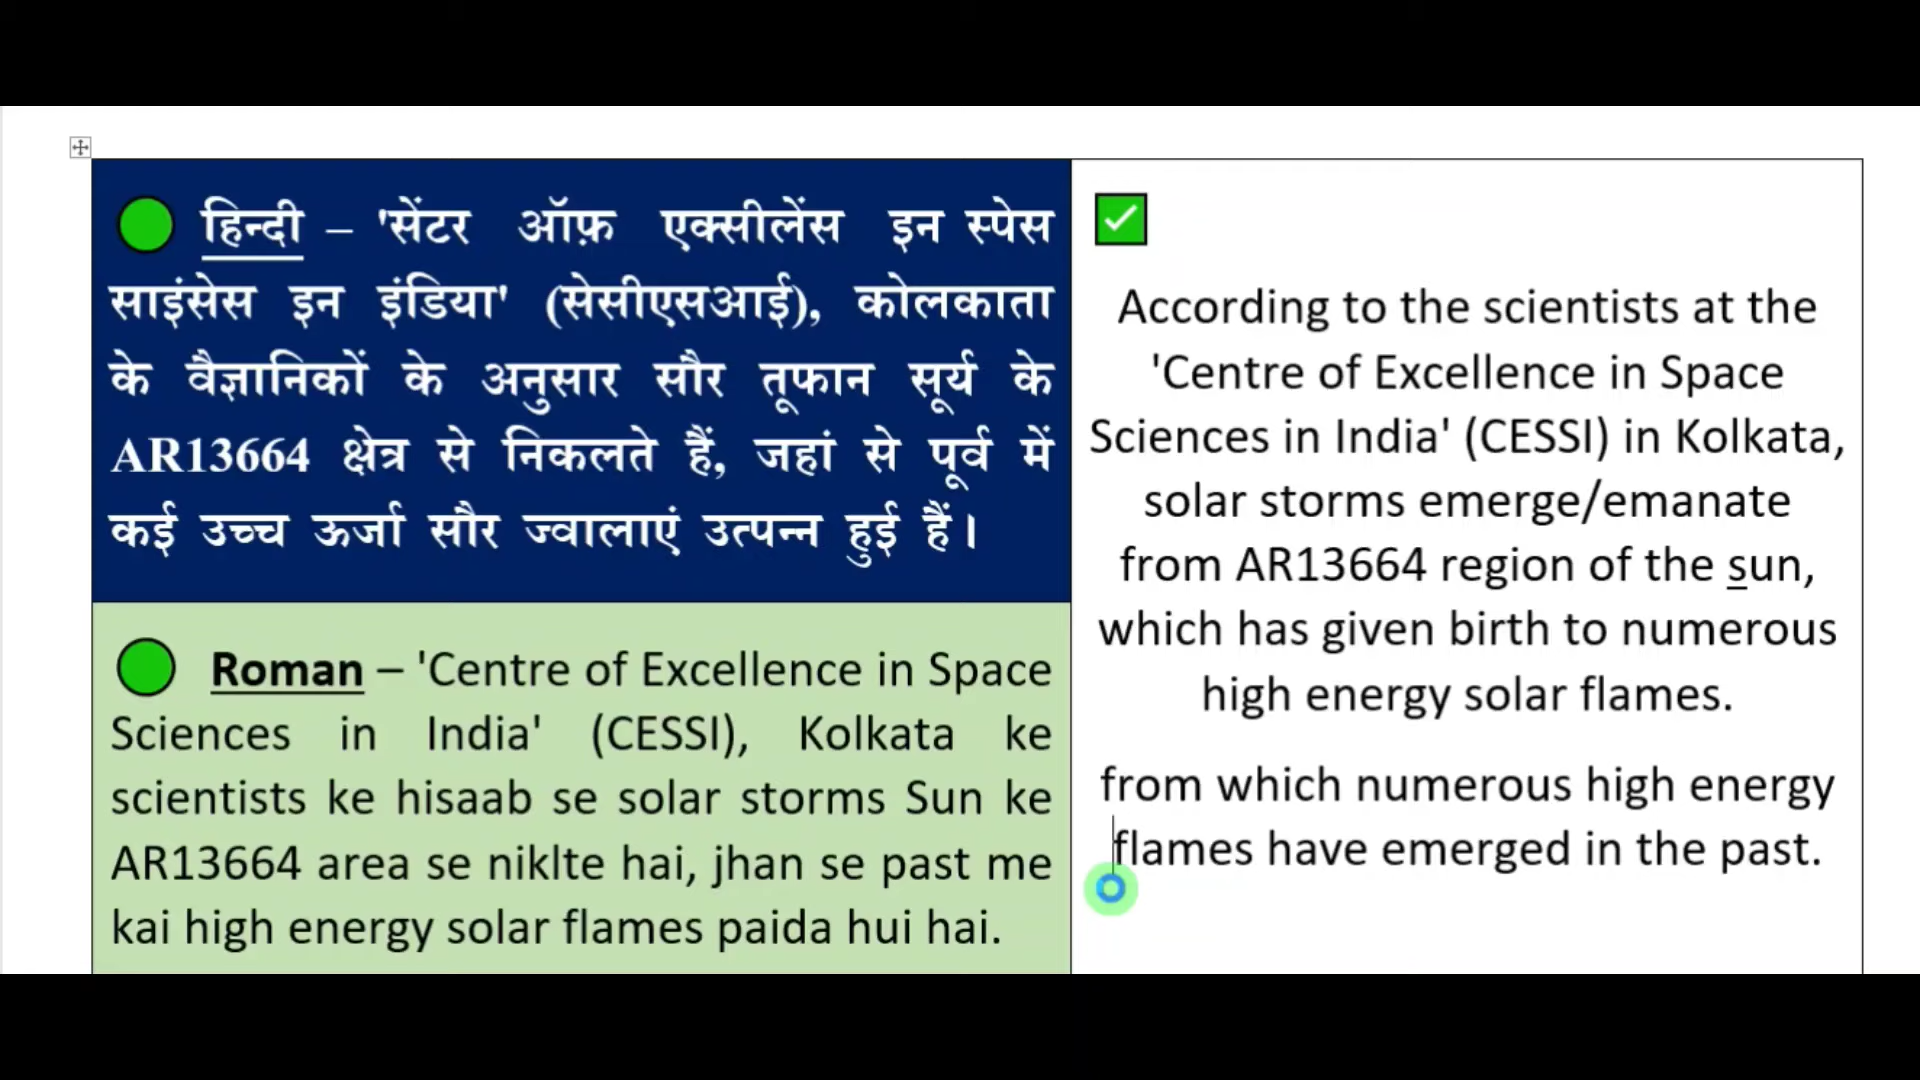 हिन्दी – 'सेंटर ऑफ़ एक्सीलेंस इन स्पेस
साइंसेस इन इंडिया' (सेसीएसआई), कोलकाता
के वैज्ञानिकों के अनुसार सौर तूफान सूर्य के
AR13664 क्षेत्र से निकलते हैं, जहां से पूर्व में
कई उच्च ऊर्जा सौर ज्वालाएं उत्पन्न हुई हैं।
Roman – 'Centre of Excellence in Space
Sciences in India' (CESSI), Kolkata ke
scientists ke hisaab se solar storms Sun ke
AR13664 area se niklte hai, jhan se past me
kai high energy solar flames paida hui hai.
According to the scientists at the
'Centre of Excellence in Space
Sciences in India' (CESSI) in Kolkata,
solar storms emerge/emanate
from AR13664 region of the sun,
which has given birth to numerous
high energy solar flames.
from which numerous high energy
flames have emerged in the past.